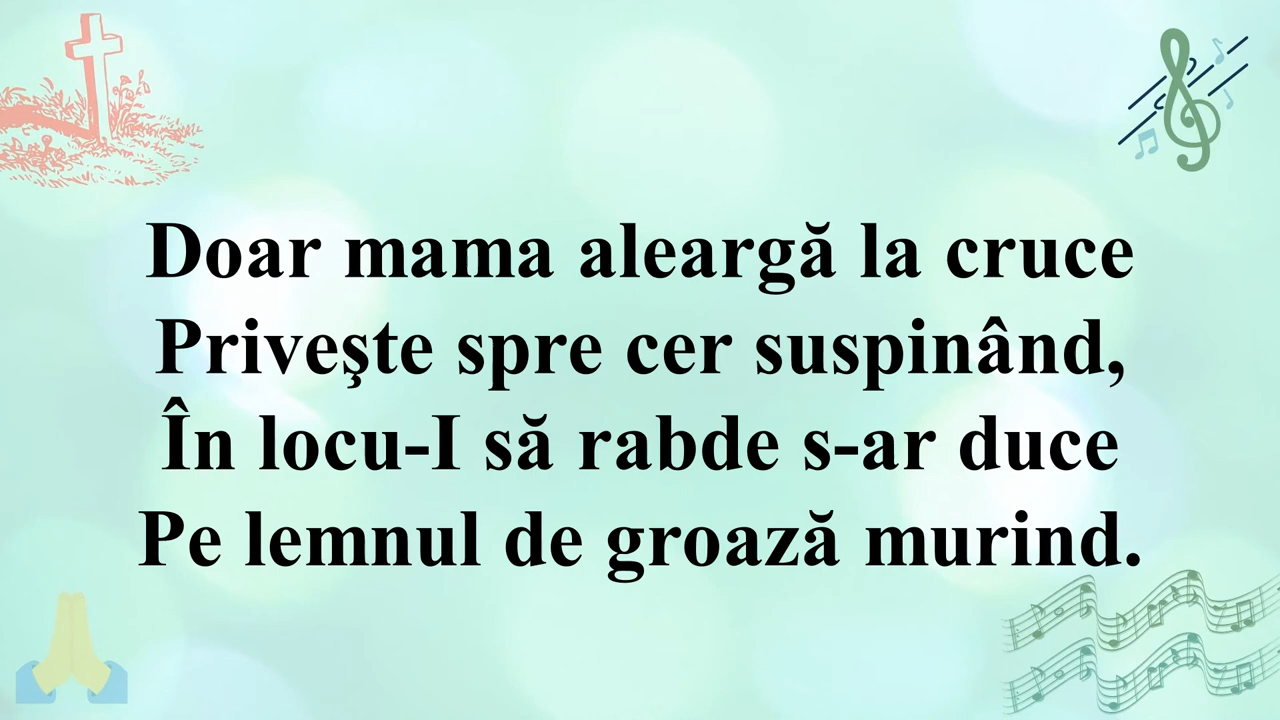 Doar mama aleargă la cruce
Priveşte spre cer suspinând,
În locu-I să rabde s-ar duce
Pe lemnul de groază murind.